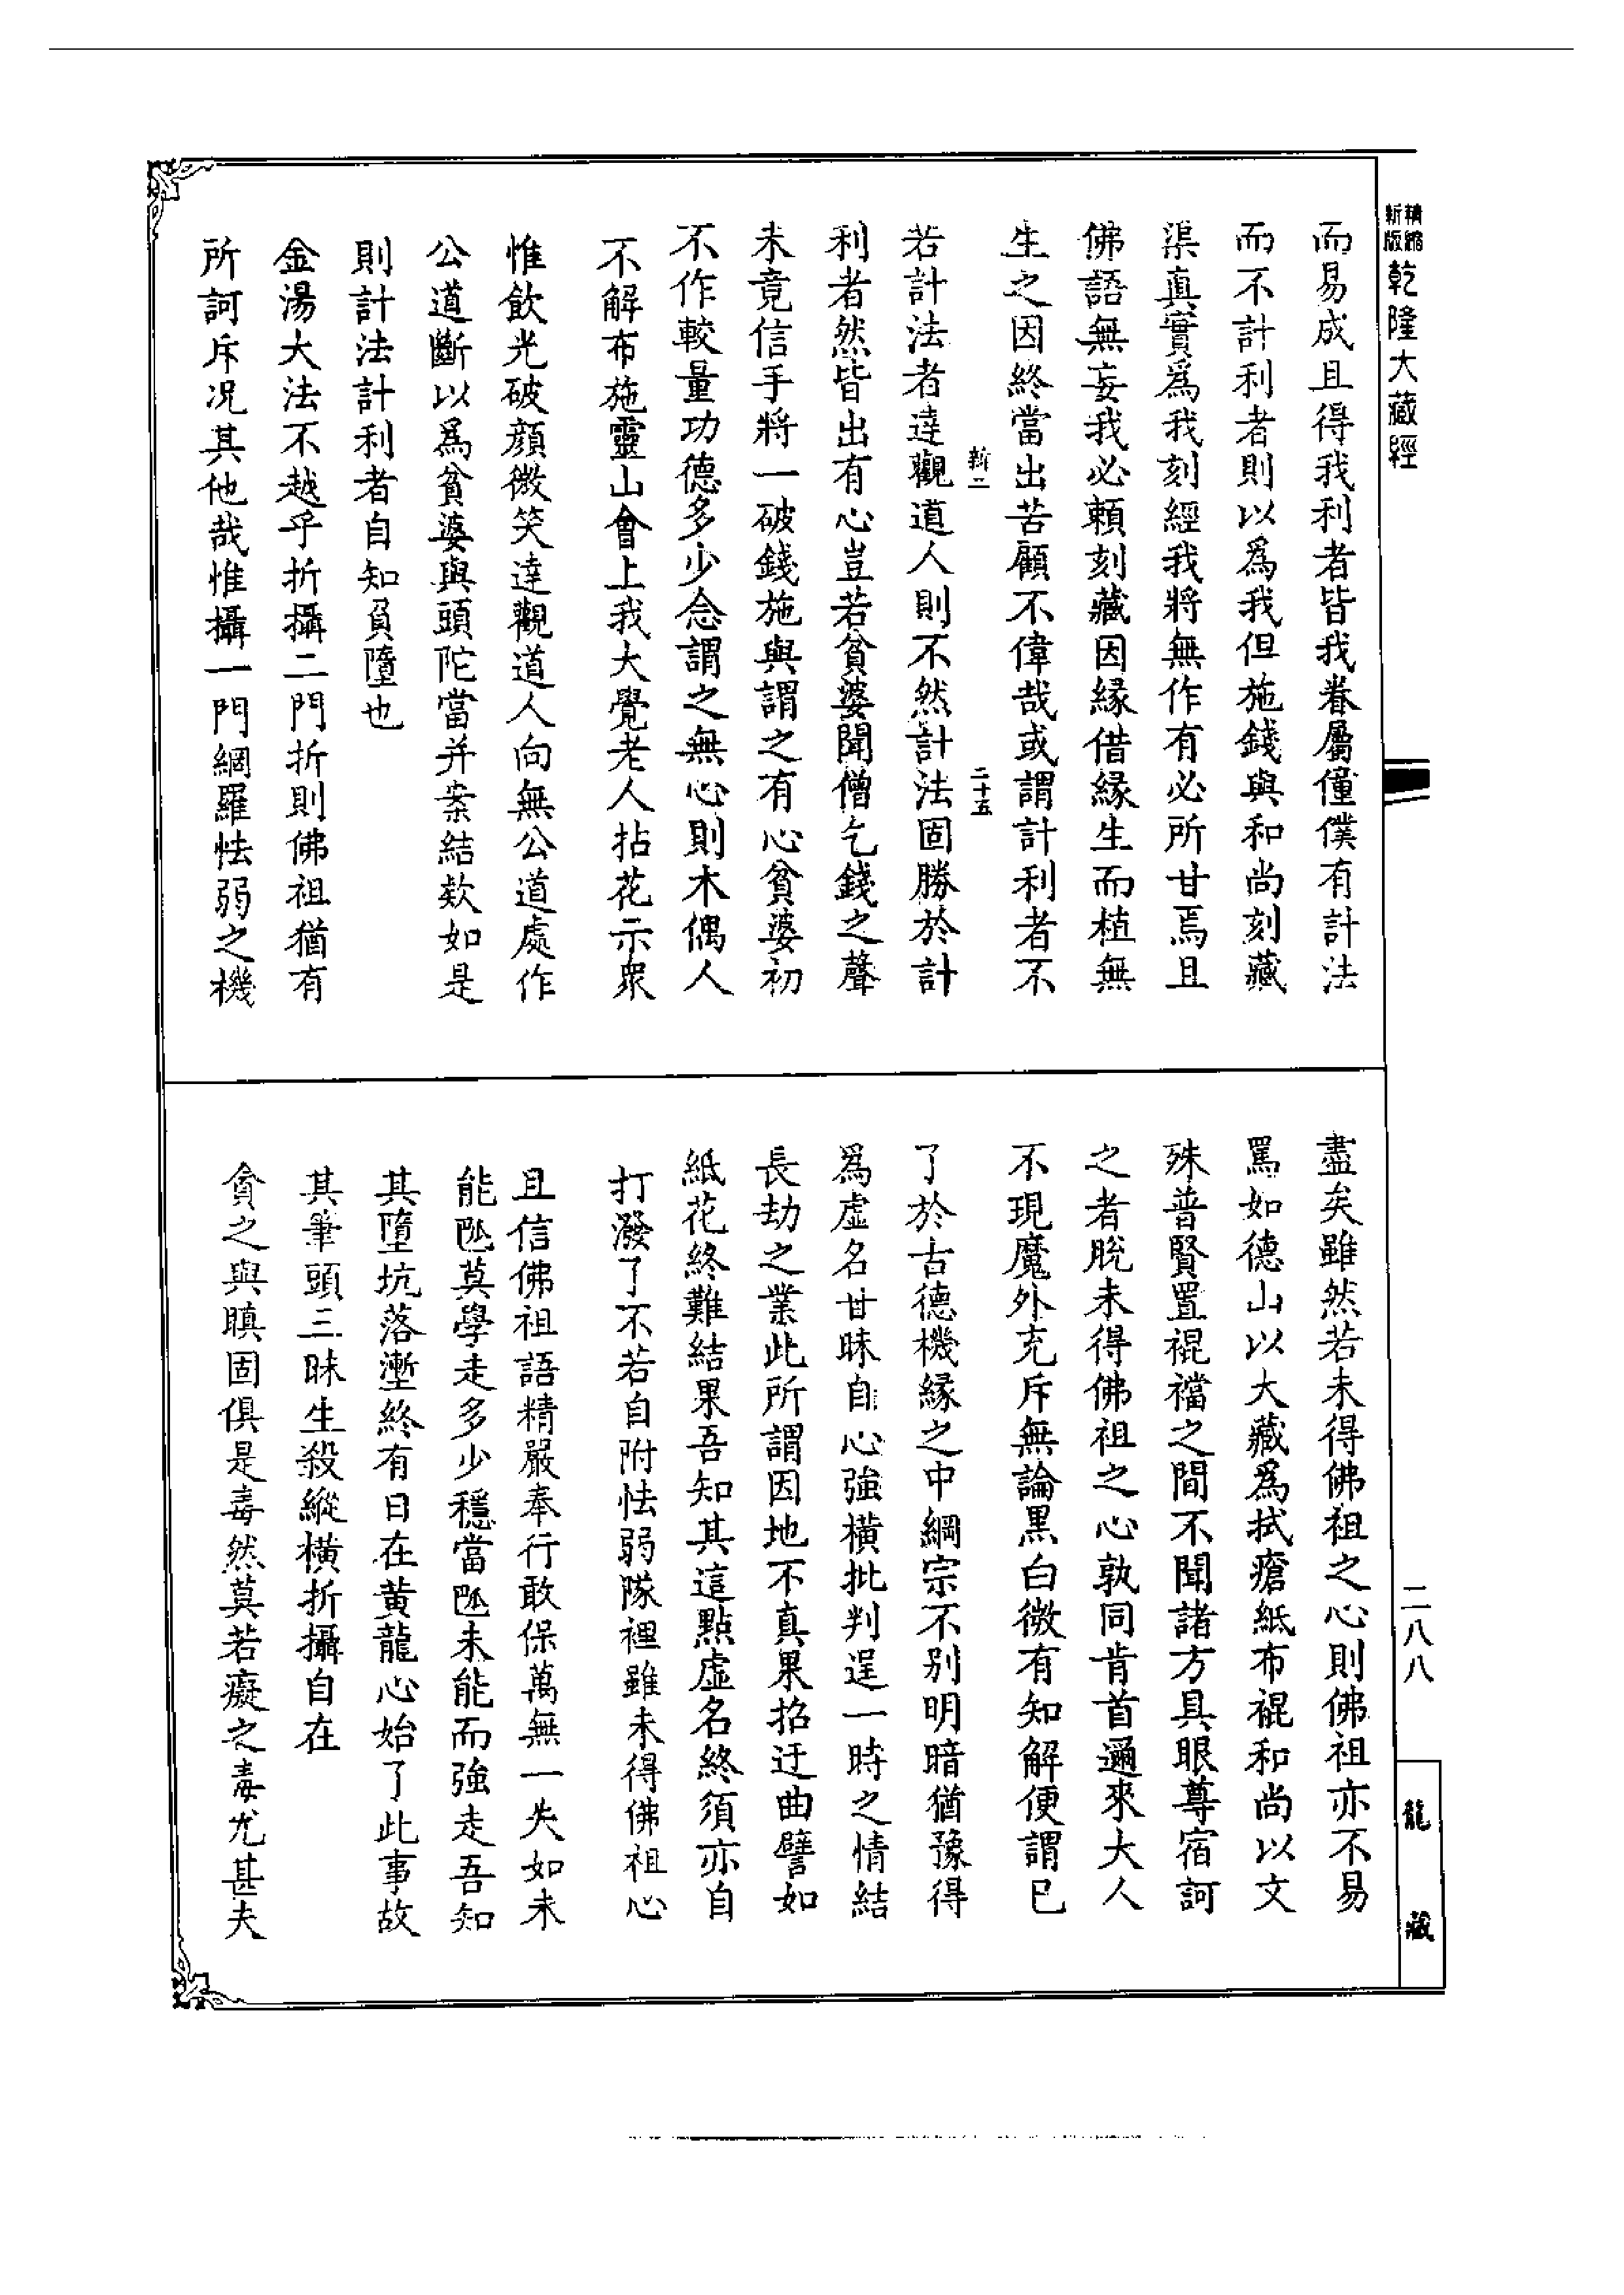 新版精縮乾隆大藏經
而易成且得我利者皆我眷屬僮僕有計法
而不計利者則以爲我但施錢與和尚刻藏
渠真實爲我刻經我將無作有必所甘焉且
佛語無妄我必賴刻藏因緣借緣生而植無
生之因終當出苦顧不偉哉或謂計利者不
二十五
若計法者達觀道人則不然計法固勝於計
利者然皆出有心豈若貧婆聞僧乞錢之聲
未竟信手將一破錢施與謂之有心貧婆初
不作較量功德多少念謂之無心則木偶人
不解布施靈山會上我大覺老人拈花示衆
惟飲光破顏微笑達觀道人向無公道處作
公道斷以爲貧婆與頭陀當并案結欸如是
則計法計利者自知負墮也
金湯大法不越乎折攝二門折則佛祖猶有
所訶斥况其他哉惟攝一門綱羅怯弱之機
盡矣雖然若未得佛祖之心則佛祖亦不易
罵如德山以大藏爲拭瘡紙布裩和尚以文
殊普賢置裩襠之間不聞諸方具眼尊宿訶
之者脫未得佛祖之心孰同肯首邇來大人
不現魔外充斥無論黑白微有知解便謂已
了於古德機緣之中綱宗不别明暗猶豫得
爲虛名甘昧自心強橫批判逞一時之情結
長劫之業此所謂因地不真果招迂曲譬如
紙花終難結果吾知其這點虛名終須亦自
打潑了不若自附怯弱隊裡雖未得佛祖心
且信佛祖語精嚴奉行敢保萬無一失如未
能𨀣莫學走多少穩當𨀣未能而強走吾知
其墮坑落壍終有日在黃龍心始了此事故
其筆頭三昧生殺縱橫折攝自在
貪之與瞋固俱是毒然莫若癡之毒尤甚夫
二八八
龍藏